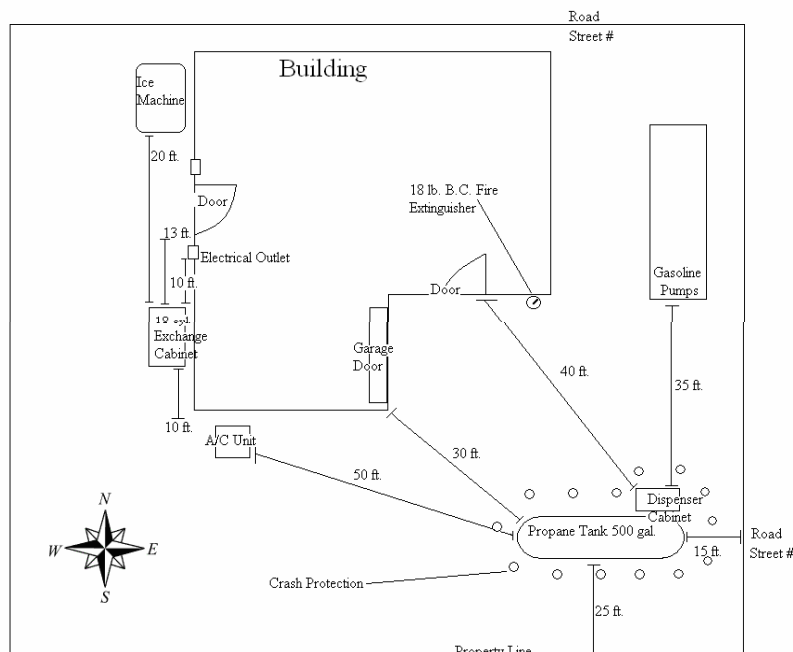 Road
Street #
Building
Ice
Machine
20 ft.
18 lb. B.C. Fire
Extinguisher
Door
13 ft.
Electrical Outlet
10 ft.
Door
Gasoline
Pumps
Exchange
Cabinet
Garage
Door
40 ft.
35 ft.
10 ft.
A/C Unit
30 ft.
50 ft.
Dispenser
Cabinet
Propane Tank 500 gal.
Road
Street #
15 ft.
N
W E
S
Crash Protection
25 ft.
Property Line